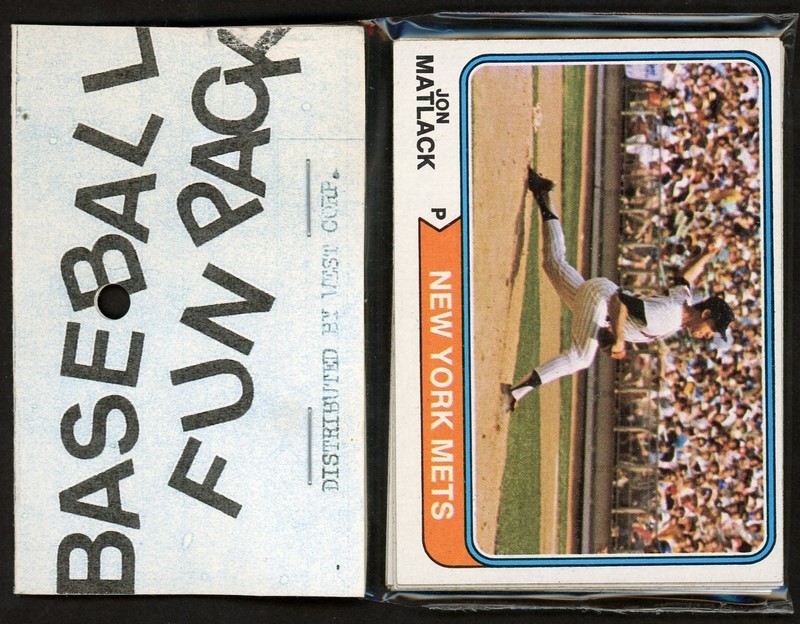 BASEBALL
FUN PACK
DISTRIBUTED BY WEST CORP.
JON
MATLACK
P
NEW YORK METS